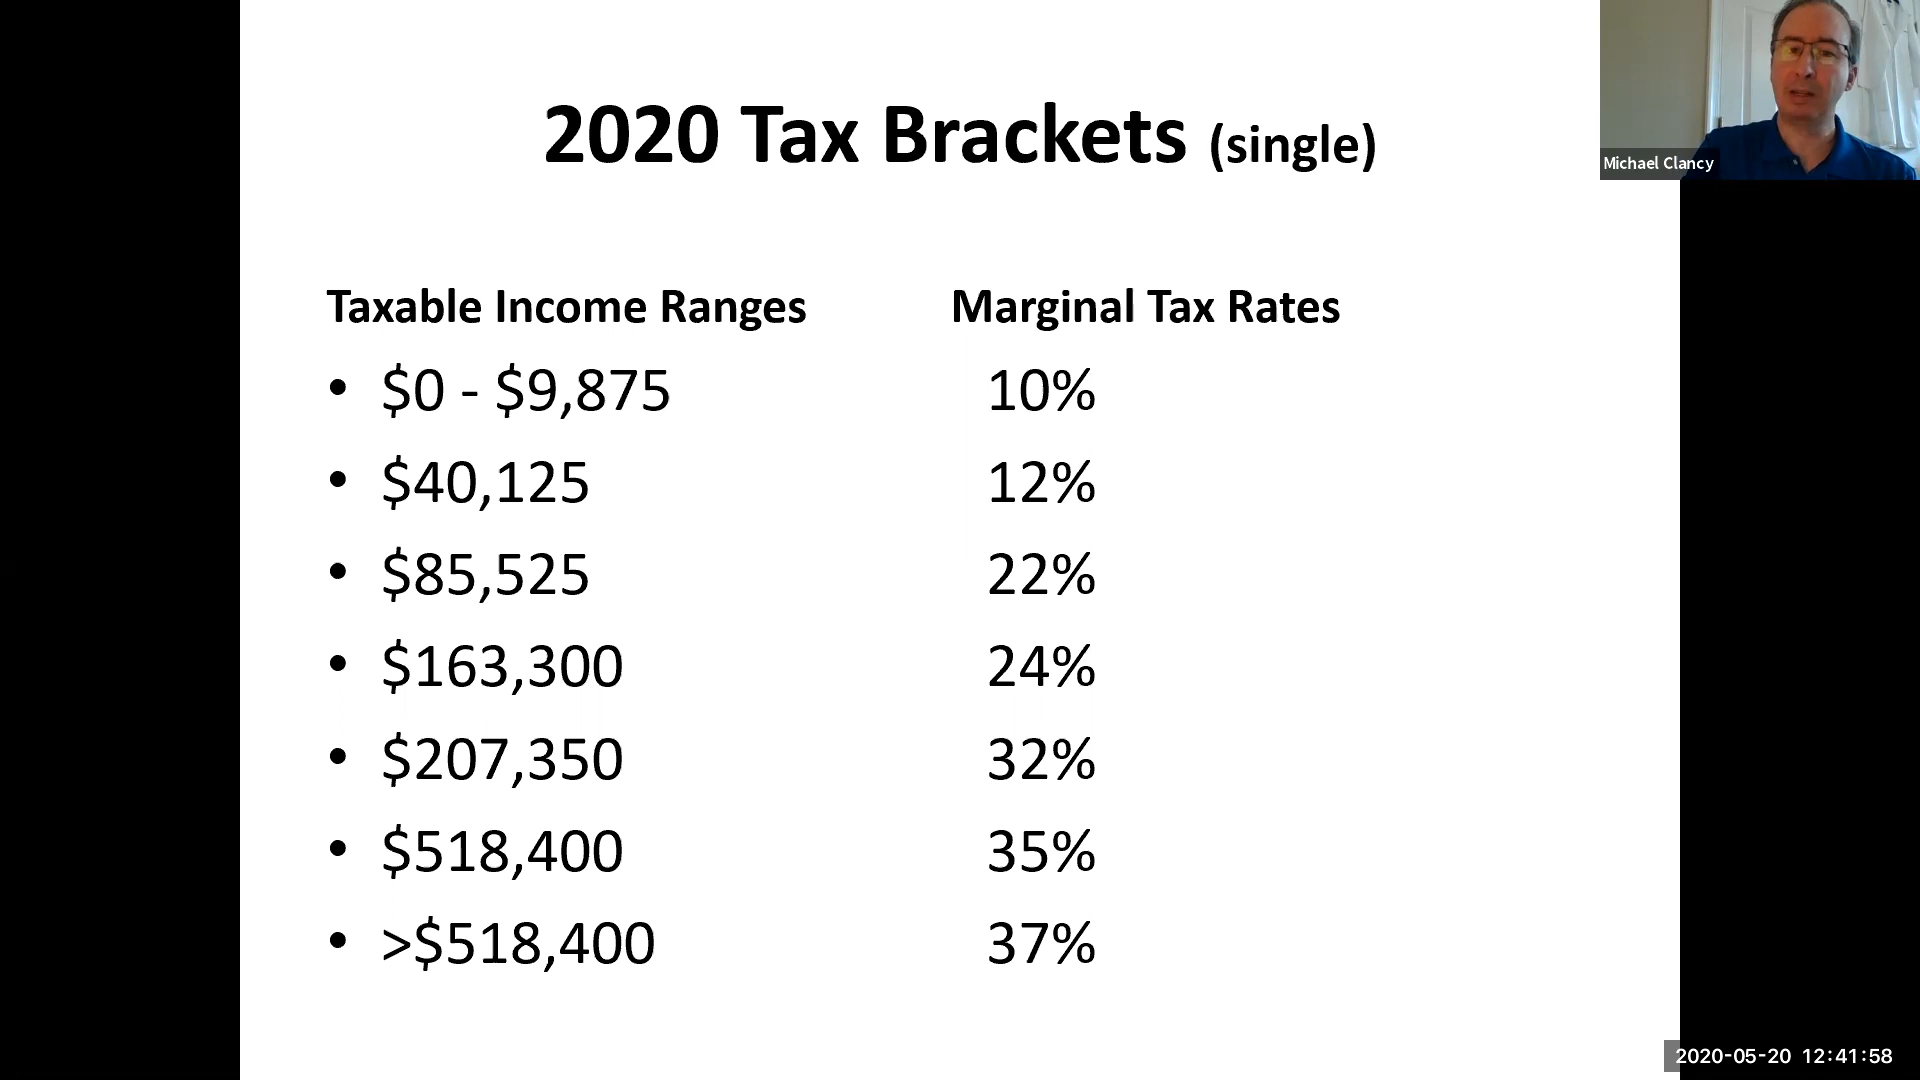 2020 Tax Brackets (single)
Michael Clancy
Taxable Income Ranges Marginal Tax Rates
• $0 - $9,875 10%
• $40,125 12%
• $85,525 22%
• $163,300 24%
• $207,350 32%
• $518,400 35%
• >$518,400 37%
2020-05-20 12:41:58